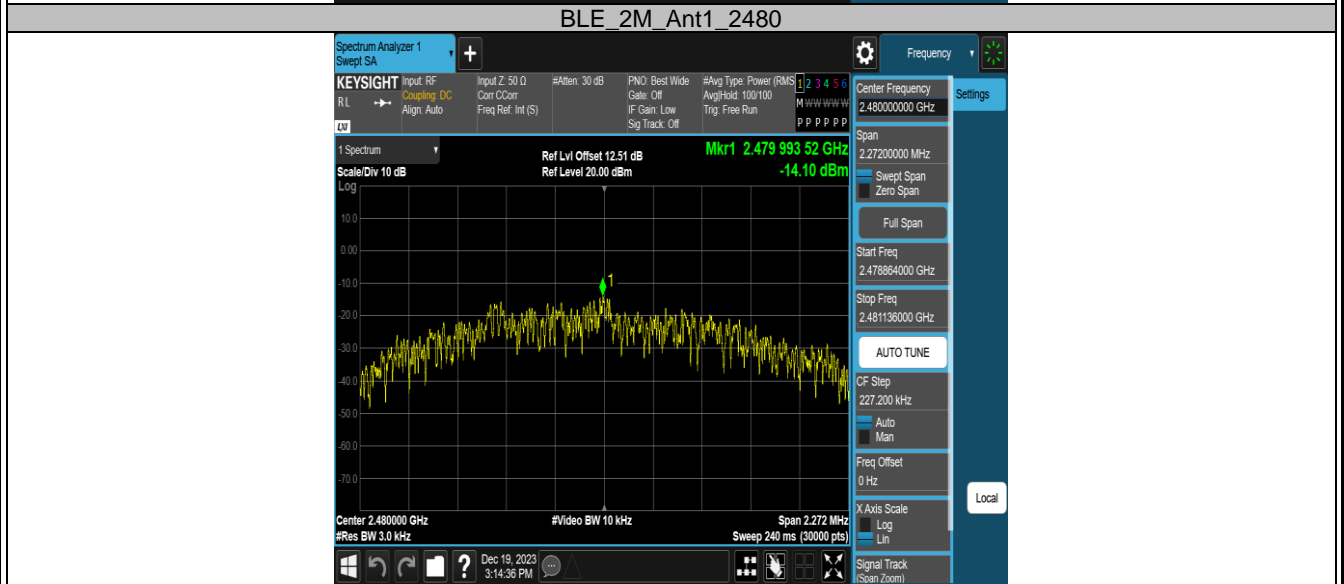 BLE_2M_Ant1_2480
Spectrum Analyzer 1
Swept SA
+
Frequency
KEYSIGHT
RL
LXI
Input: RF
Coupling: DC
Align: Auto
Input Z: 50 Ω
Corr CCorr
Freq Ref: Int (S)
#Atten: 30 dB
PNO: Best Wide
Gate: Off
IF Gain: Low
Sig Track: Off
#Avg Type: Power (RMS
Avg|Hold: 100/100
Trig: Free Run
1 2 3 4 5 6
M W W W W W
P P P P P P
1 Spectrum
Scale/Div 10 dB
Log
Ref Lvl Offset 12.51 dB
Ref Level 20.00 dBm
Mkr1 2.479 993 52 GHz
-14.10 dBm
1
10.0
0.00
-10.0
-20.0
-30.0
-40.0
-50.0
-60.0
-70.0
Center 2.480000 GHz
#Res BW 3.0 kHz
#Video BW 10 kHz
Span 2.272 MHz
Sweep 240 ms (30000 pts)
Center Frequency
2.480000000 GHz
Settings
Span
2.27200000 MHz
Swept Span
Zero Span
Full Span
Start Freq
2.478864000 GHz
Stop Freq
2.481136000 GHz
AUTO TUNE
CF Step
227.200 kHz
Auto
Man
Freq Offset
0 Hz
X Axis Scale
Log
Lin
Local
Signal Track
(Span Zoom)
?
Dec 19, 2023
3:14:36 PM